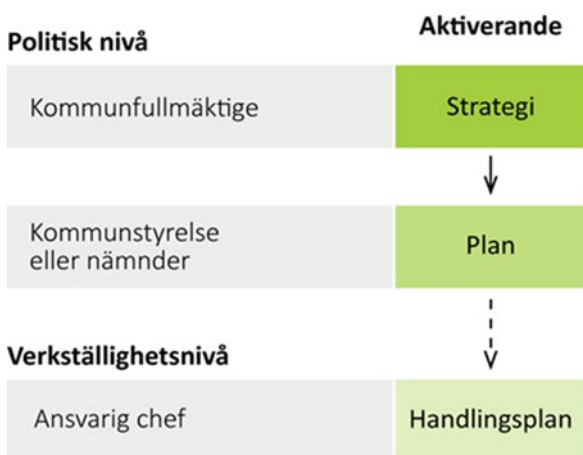 Politisk nivå
Aktiverande
Kommunfullmäktige
Strategi
Kommunstyrelse
eller nämnder
Plan
Verkställighetsnivå
Ansvarig chef
Handlingsplan